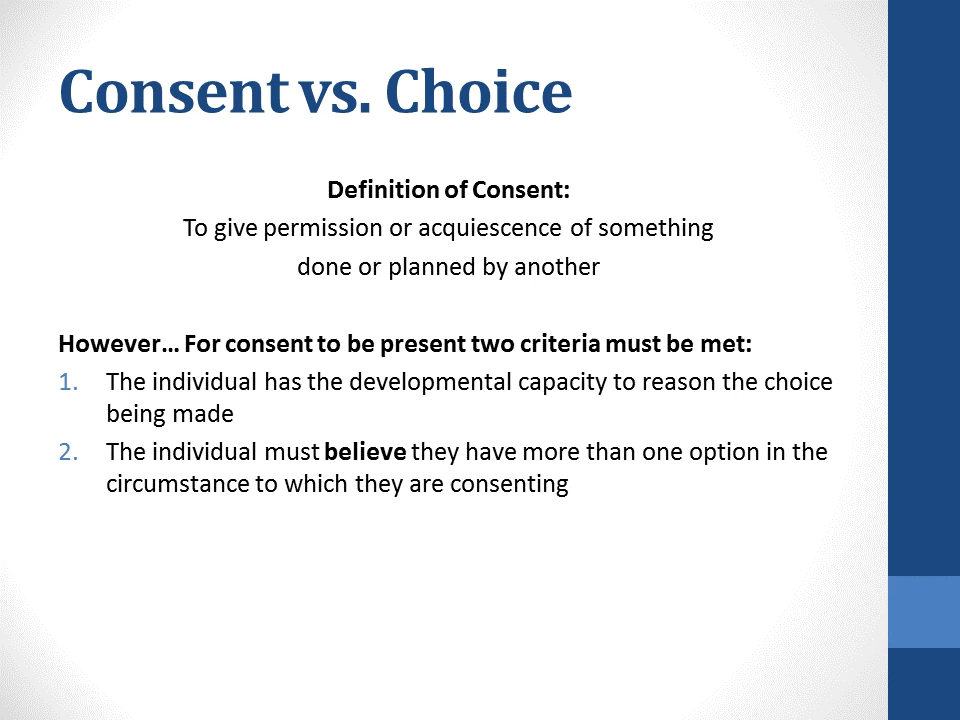 Consent vs. Choice
Definition of Consent:
To give permission or acquiescence of something
done or planned by another
However... For consent to be present two criteria must be met:
1. The individual has the developmental capacity to reason the choice
being made
2. The individual must believe they have more than one option in the
circumstance to which they are consenting